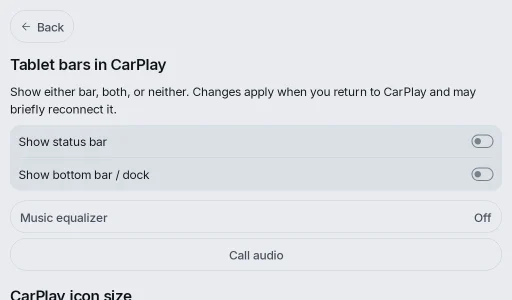 Back
Tablet bars in CarPlay
Show either bar, both, or neither. Changes apply when you return to CarPlay and may
briefly reconnect it.
Show status bar
Show bottom bar / dock
Music equalizer Off
Call audio
CarPlay icon size